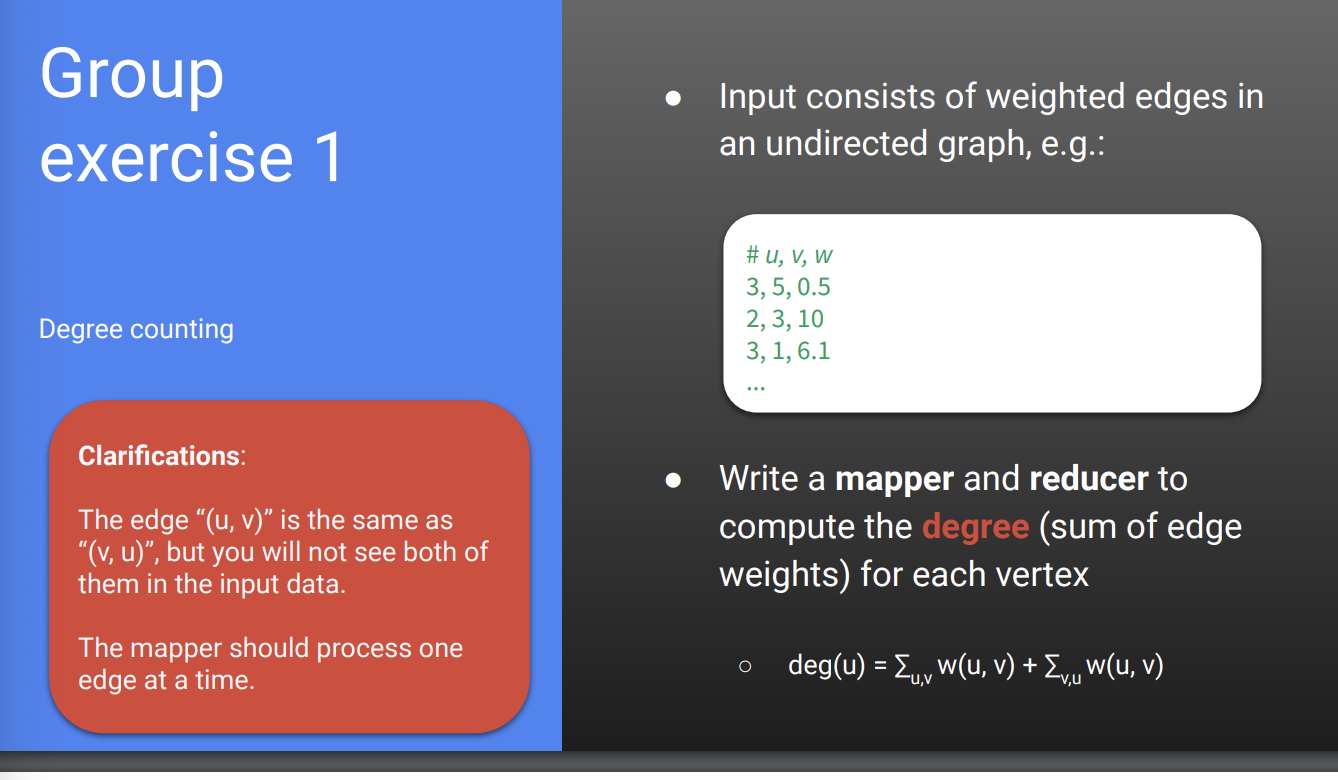 Group
exercise 1
Degree counting
Clarifications:
The edge “(u, v)” is the same as
“(v, u)”, but you will not see both of
them in the input data.
The mapper should process one
edge at a time.
● Input consists of weighted edges in
an undirected graph, e.g.:
# u, v, w
3, 5, 0.5
2, 3, 10
3, 1, 6.1
...
● Write a mapper and reducer to
compute the degree (sum of edge
weights) for each vertex
○ deg(u) = ∑u,v w(u, v) + ∑v,u w(u, v)